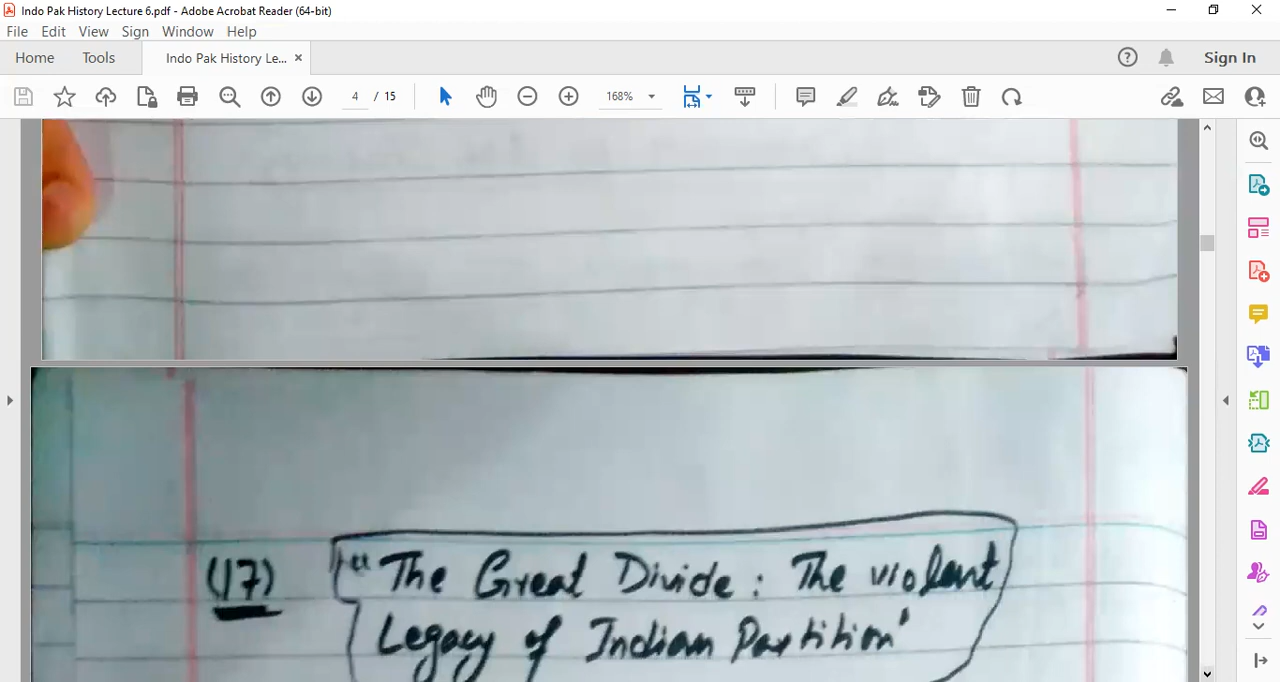 Indo Pak History Lecture 6.pdf - Adobe Acrobat Reader (64-bit)
File Edit View Sign Window Help
Home Tools Indo Pak History Le... × Sign In
4 / 15 168%
(17) "The Great Divide: The violent
Legacy of Indian Partition'